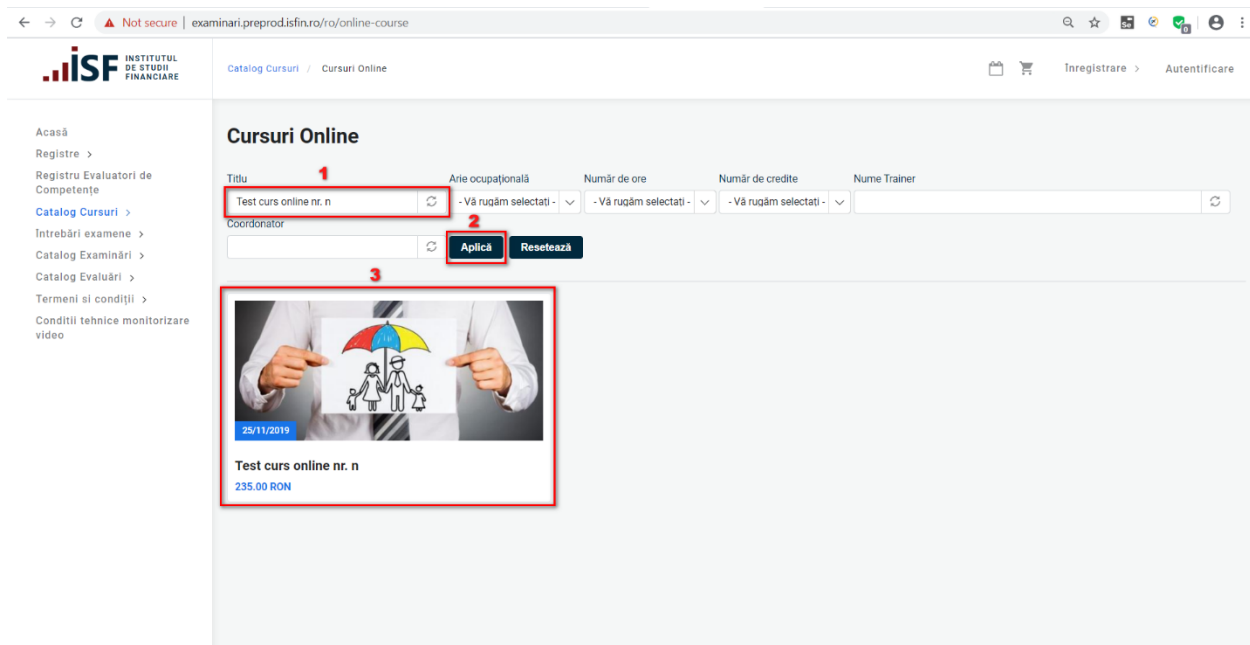 Not secure | examinari.preprod.isfin.ro/ro/online-course
Se
0
iSF INSTITUTUL
DE STUDII
FINANCIARE
Catalog Cursuri / Cursuri Online
Înregistrare >
Autentificare
Acasă
Registre >
Registru Evaluatori de
Competențe
Catalog Cursuri >
Întrebări examene >
Catalog Examinări >
Catalog Evaluări >
Termeni si condiții >
Conditii tehnice monitorizare
video
Cursuri Online
Titlu
1
Arie ocupațională
Număr de ore
Număr de credite
Nume Trainer
Test curs online nr. n
- Vă rugăm selectați -
- Vă rugăm selectați -
- Vă rugăm selectați -
Coordonator
2
Aplică
Resetează
3
25/11/2019
Test curs online nr. n
235.00 RON